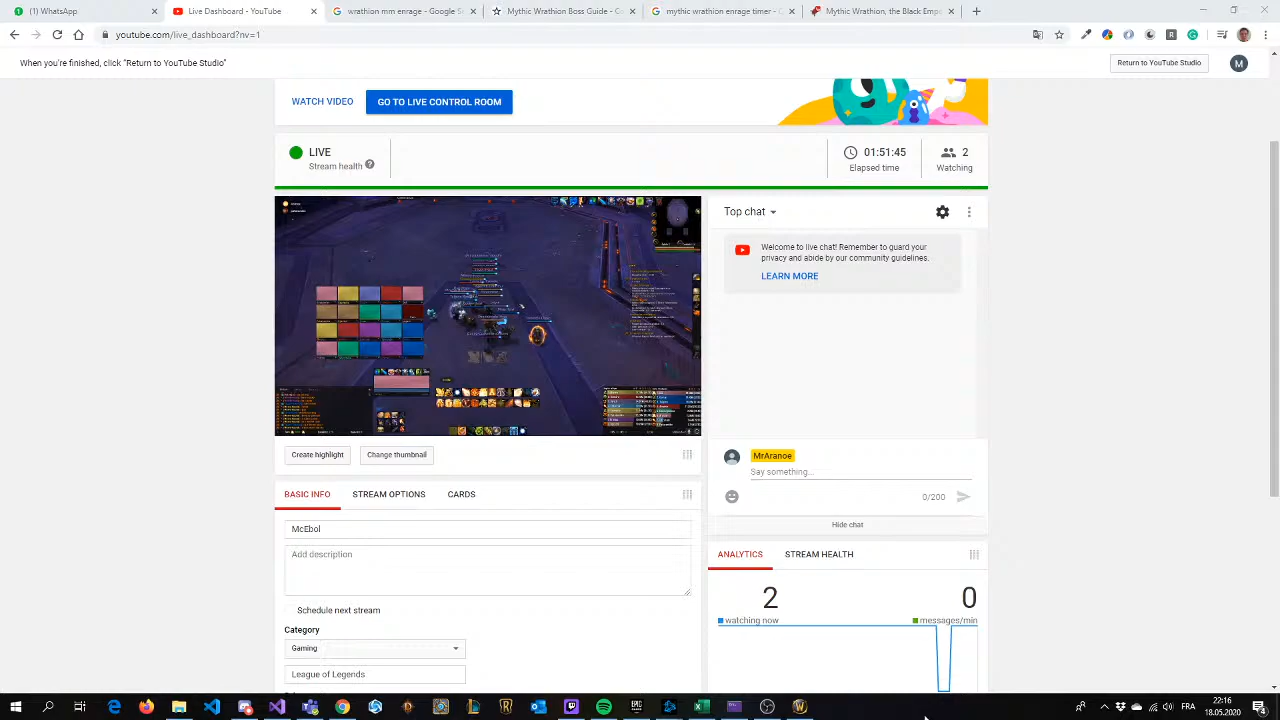 (1) WhatsApp
Live Dashboard - YouTube
wrathion mm enrage - Google S
Mythic Wrathion Boss Guide - C
mythic wrathion enrage timer - G
Mythic Wrathion, the Black Emp
youtube.com/live_dashboard?nv=1
When you're finished, click "Return to YouTube Studio"
Return to YouTube Studio
M
WATCH VIDEO
GO TO LIVE CONTROL ROOM
LIVE
Stream health
01:51:45
Elapsed time
2
Watching
Top chat
Welcome to live chat! Remember to guard your
privacy and abide by our community guidelines.
LEARN MORE
Create highlight
Change thumbnail
MrAranoe
Say something...
0/200
Hide chat
BASIC INFO
STREAM OPTIONS
CARDS
McEbol
Add description
Schedule next stream
Category
Gaming
League of Legends
ANALYTICS
STREAM HEALTH
2
watching now
0
messages/min
FRA
22:16
18.05.2020